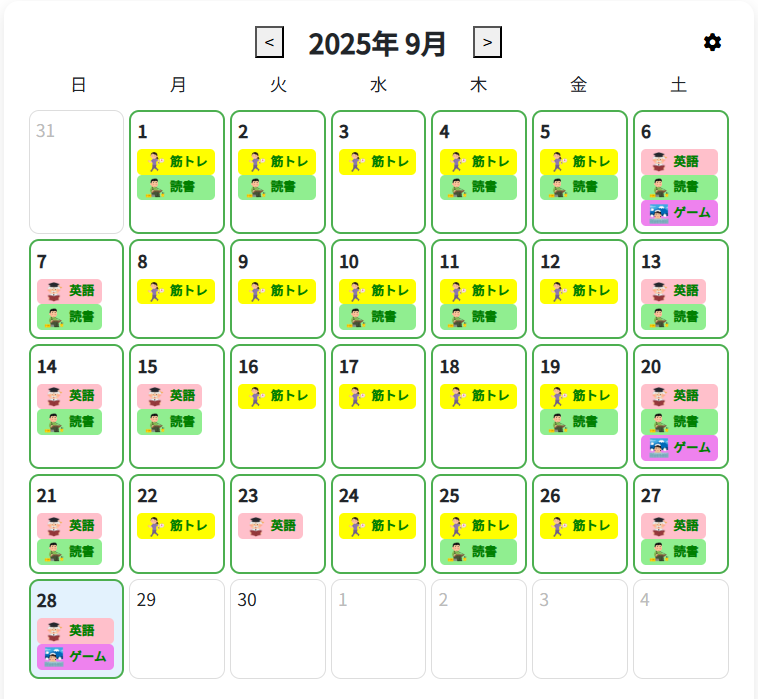 < 2025年 9月 >
日 月 火 水 木 金 土
31 1 2 3 4 5 6
筋トレ 筋トレ 筋トレ 筋トレ 筋トレ 英語
読書 読書 読書 読書 読書
ゲーム
7 8 9 10 11 12 13
英語 筋トレ 筋トレ 筋トレ 筋トレ 筋トレ 英語
読書 読書 読書 読書
14 15 16 17 18 19 20
英語 英語 筋トレ 筋トレ 筋トレ 筋トレ 英語
読書 読書 読書 読書
ゲーム
21 22 23 24 25 26 27
英語 筋トレ 英語 筋トレ 筋トレ 筋トレ 英語
読書 読書 読書
28 29 30 1 2 3 4
英語
ゲーム